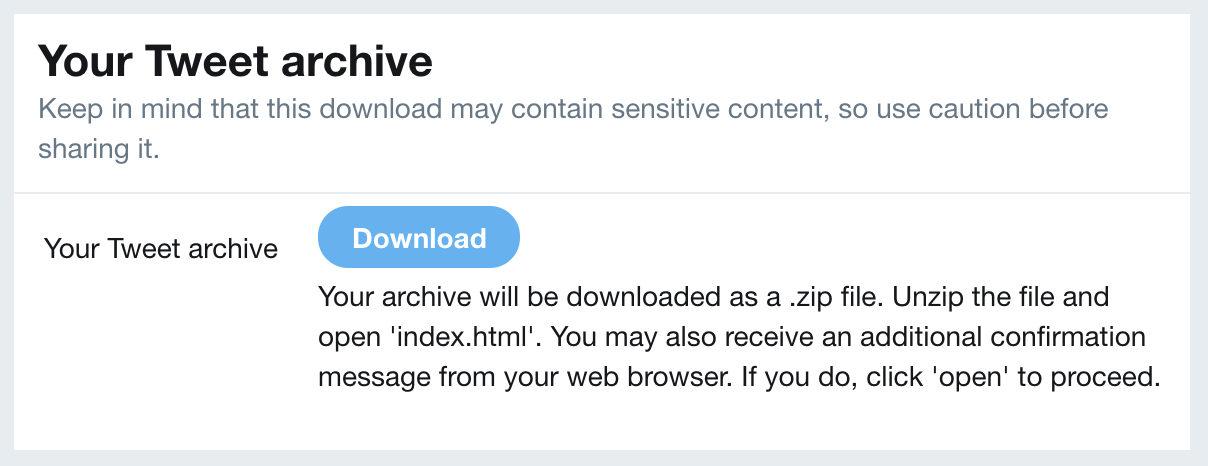 Your Tweet archive
Keep in mind that this download may contain sensitive content, so use caution before
sharing it.
Your Tweet archive
Download
Your archive will be downloaded as a .zip file. Unzip the file and
open 'index.html'. You may also receive an additional confirmation
message from your web browser. If you do, click 'open' to proceed.